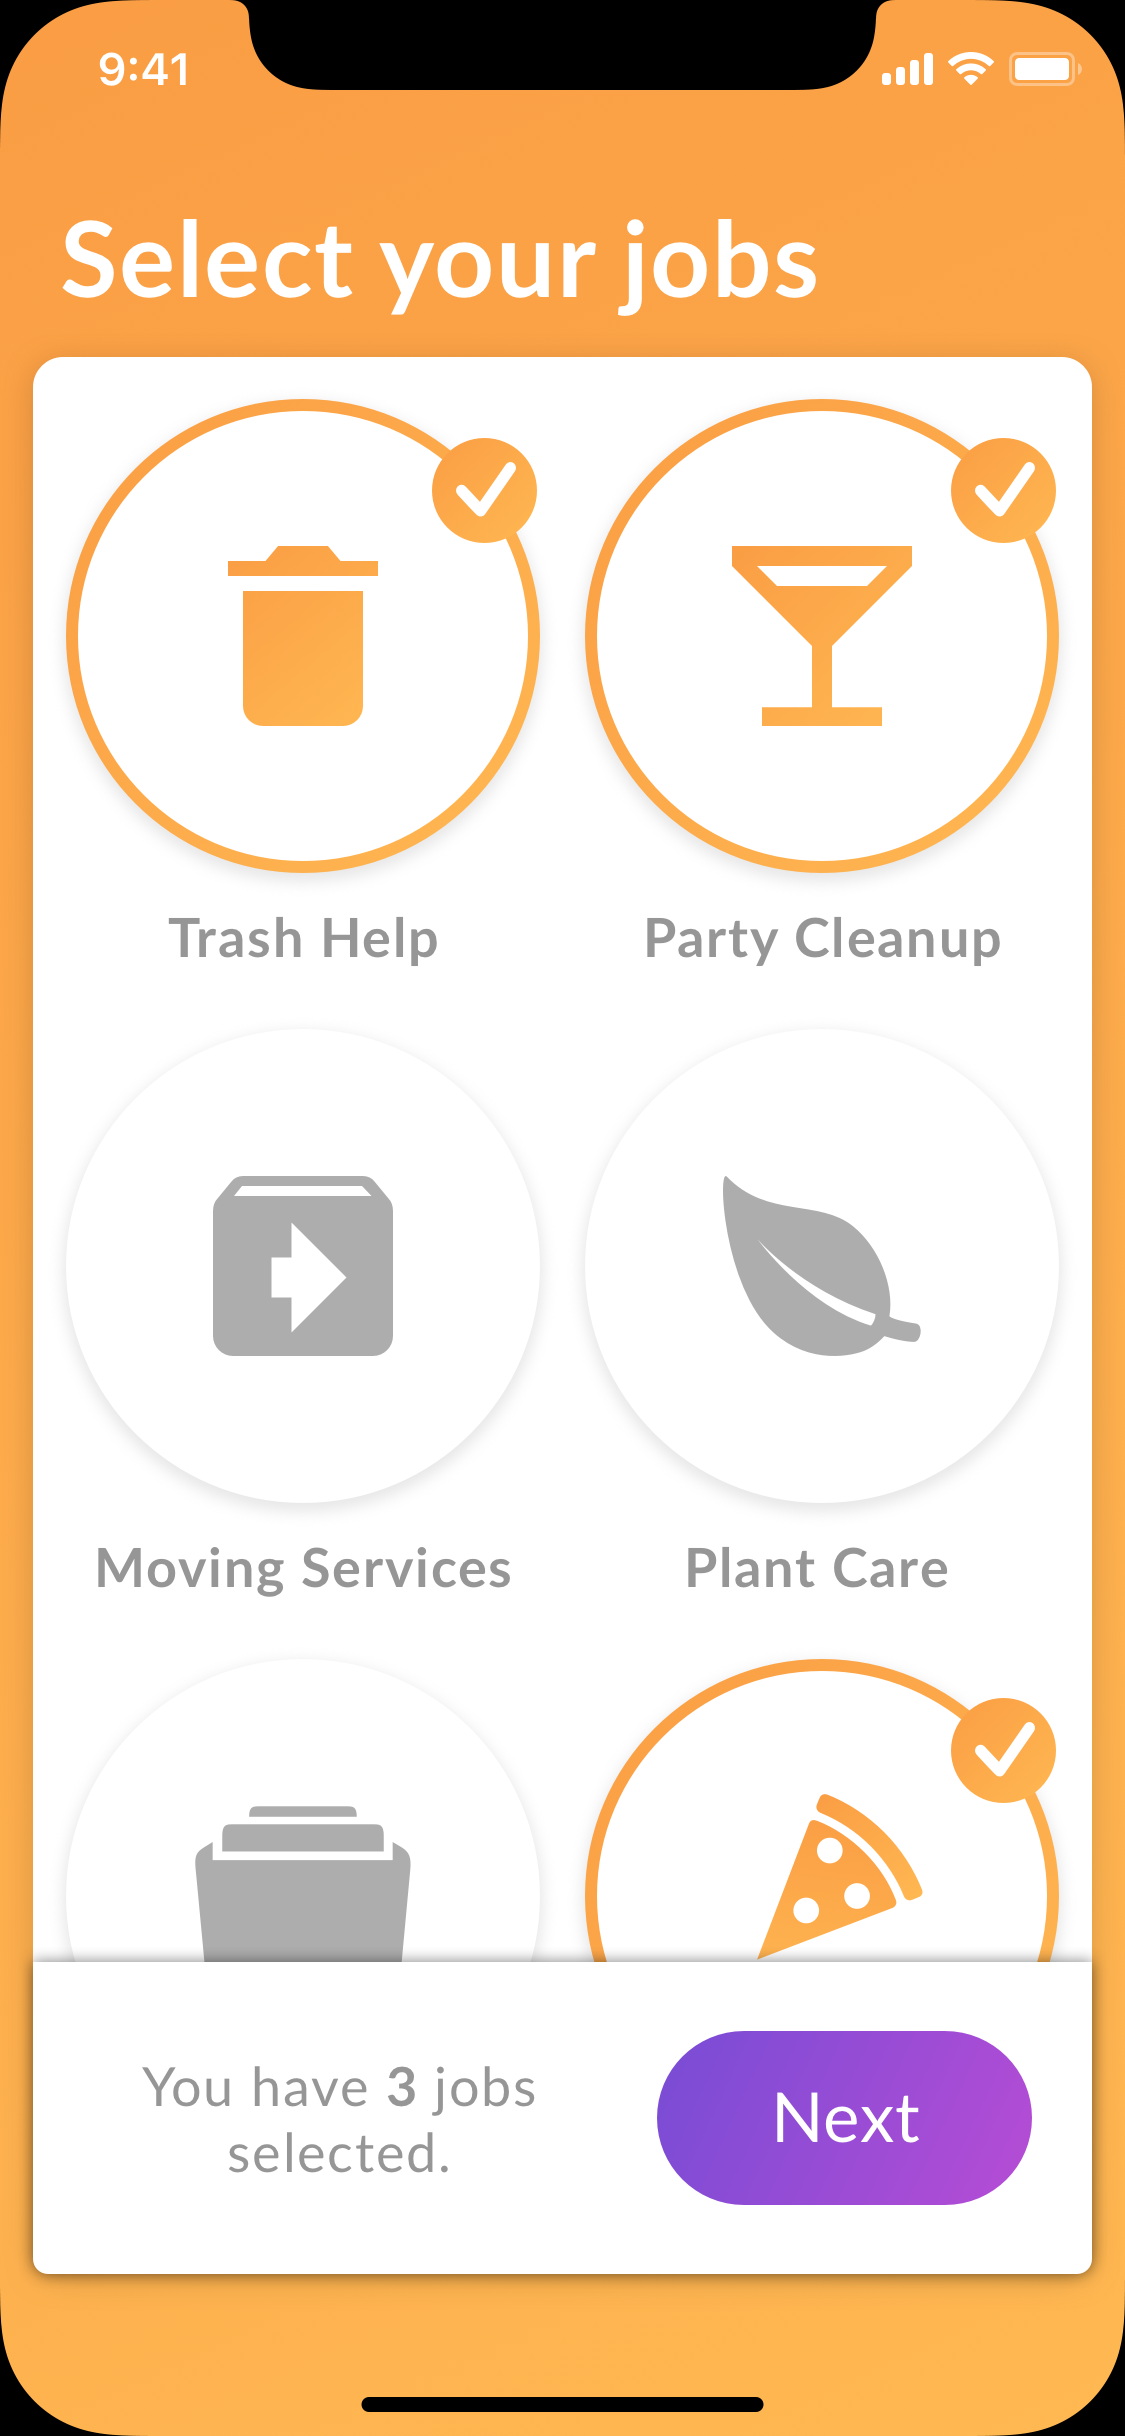 9:41
Select your jobs
Trash Help
Party Cleanup
Moving Services
Plant Care
You have 3 jobs
selected.
Next